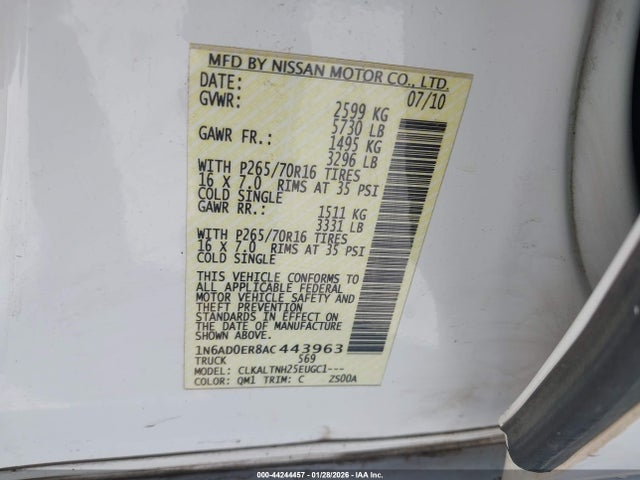 MFD BY NISSAN MOTOR CO., LTD.
DATE: 07/10
GVWR: 2599 KG
5730 LB
GAWR FR.: 1495 KG
3296 LB
WITH P265/70R16 TIRES
16 X 7.0 RIMS AT 35 PSI
COLD SINGLE
GAWR RR.: 1511 KG
3331 LB
WITH P265/70R16 TIRES
16 X 7.0 RIMS AT 35 PSI
COLD SINGLE
THIS VEHICLE CONFORMS TO
ALL APPLICABLE FEDERAL
MOTOR VEHICLE SAFETY AND
THEFT PREVENTION
STANDARDS IN EFFECT ON
THE DATE OF MANUFACTURE
SHOWN ABOVE.
1N6AD0ER8AC443963
TRUCK 569
MODEL: CLKALTNH25EUGC1---
COLOR: QM1 TRIM: C ZS00A
000-44244457 | 01/28/2026 | IAA Inc.